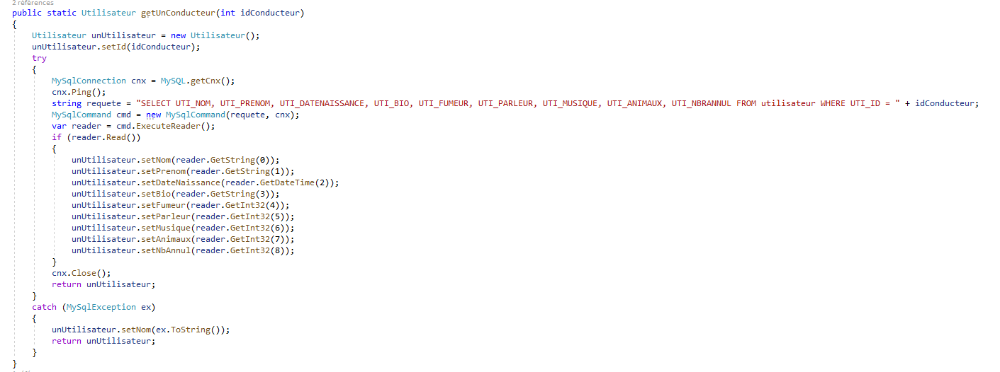 2 références
public static Utilisateur getUnConducteur(int idConducteur)
{
Utilisateur unUtilisateur = new Utilisateur();
unUtilisateur.setId(idConducteur);
try
{
MySqlConnection cnx = MySQL.getCnx();
cnx.Ping();
string requete = "SELECT UTI_NOM, UTI_PRENOM, UTI_DATENAISSANCE, UTI_BIO, UTI_FUMEUR, UTI_PARLEUR, UTI_MUSIQUE, UTI_ANIMAUX, UTI_NBRANNUL FROM utilisateur WHERE UTI_ID = " + idConducteur;
MySqlCommand cmd = new MySqlCommand(requete, cnx);
var reader = cmd.ExecuteReader();
if (reader.Read())
{
unUtilisateur.setNom(reader.GetString(0));
unUtilisateur.setPrenom(reader.GetString(1));
unUtilisateur.setDateNaissance(reader.GetDateTime(2));
unUtilisateur.setBio(reader.GetString(3));
unUtilisateur.setFumeur(reader.GetInt32(4));
unUtilisateur.setParleur(reader.GetInt32(5));
unUtilisateur.setMusique(reader.GetInt32(6));
unUtilisateur.setAnimaux(reader.GetInt32(7));
unUtilisateur.setNbAnnul(reader.GetInt32(8));
}
cnx.Close();
return unUtilisateur;
}
catch (MySqlException ex)
{
unUtilisateur.setNom(ex.ToString());
return unUtilisateur;
}
}